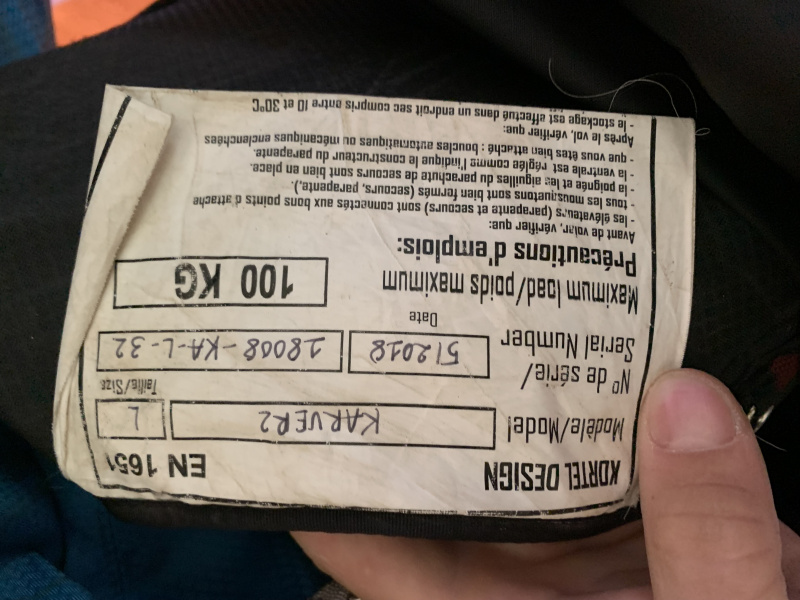 KORTEL DESIGN EN 1651
Modèle/Model KARVER2 L
Taille/Size
N° de série/
Serial Number 512018 18008-KA-L-32
Date
Maximum load/poids maximum 100 KG
Précautions d'emplois:
Avant de voler, vérifier que:
- les élévateurs (parapente et secours) sont connectés aux bons points d'attache
- tous les mousquetons sont bien fermés (secours, parapente,).
- la poignée et les aiguilles du parachute de secours sont bien en place.
- la ventrale est réglée comme l'indique le constructeur du parapente.
- que vous êtes bien attaché : boucles automatiques ou mécaniques enclenchées
Après le vol, vérifier que:
- le stockage est effectué dans un endroit sec compris entre 10 et 30°C